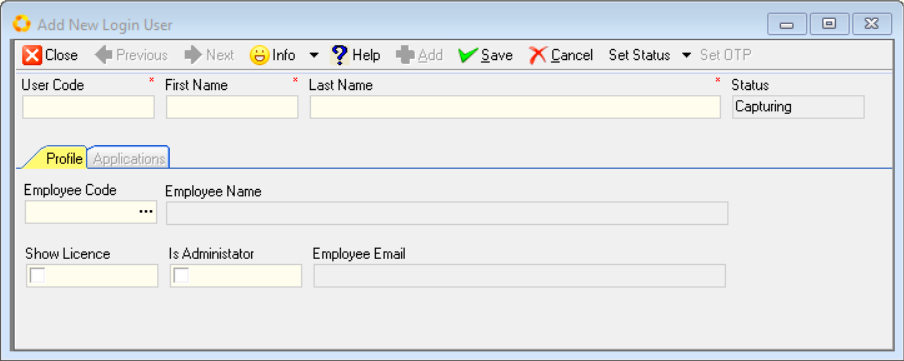 Add New Login User
Close Previous Next Info Help Add Save Cancel Set Status Set OTP
User Code * First Name * Last Name * Status
Capturing
Profile Applications
Employee Code Employee Name
...
Show Licence Is Administator Employee Email